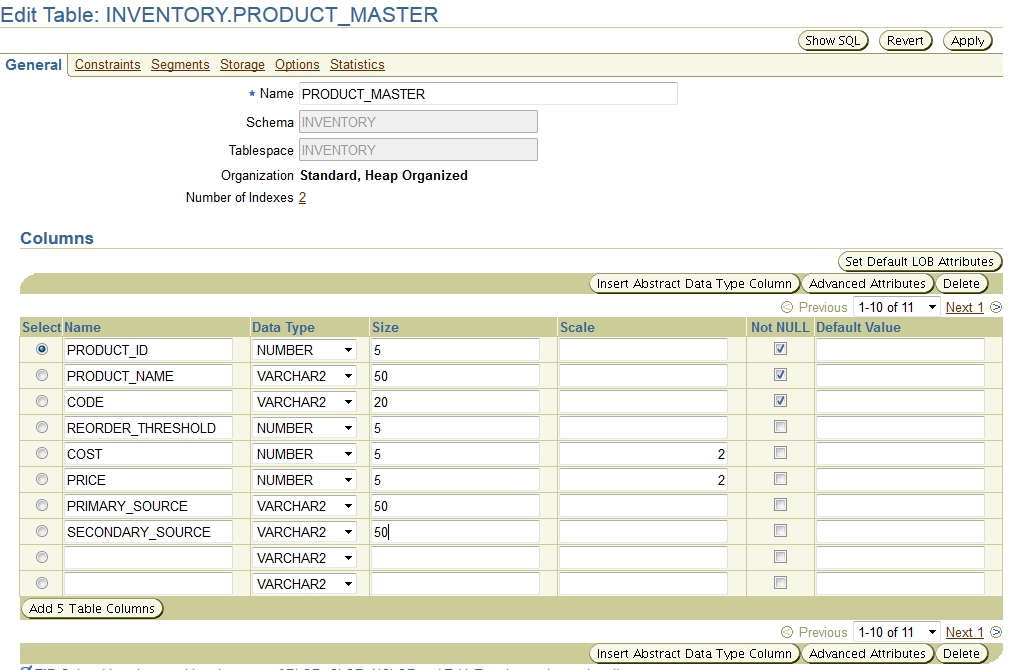 Edit Table: INVENTORY.PRODUCT_MASTER
Show SQL Revert Apply
General Constraints Segments Storage Options Statistics
* Name PRODUCT_MASTER
Schema INVENTORY
Tablespace INVENTORY
Organization Standard, Heap Organized
Number of Indexes 2
Columns
Set Default LOB Attributes
Insert Abstract Data Type Column Advanced Attributes Delete
Previous 1-10 of 11 Next 1
Select Name Data Type Size Scale Not NULL Default Value
PRODUCT_ID NUMBER 5
PRODUCT_NAME VARCHAR2 50
CODE VARCHAR2 20
REORDER_THRESHOLD NUMBER 5
COST NUMBER 5 2
PRICE NUMBER 5 2
PRIMARY_SOURCE VARCHAR2 50
SECONDARY_SOURCE VARCHAR2 50
VARCHAR2
VARCHAR2
Add 5 Table Columns
Previous 1-10 of 11 Next 1
Insert Abstract Data Type Column Advanced Attributes Delete